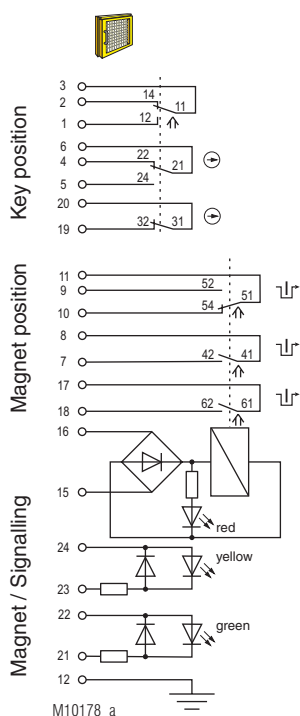 Key position
3
2 14
11
1 12
6
4 22
21
5 24
20
19 32 31
Magnet position
11
9 52
51
10 54
8
7 42 41
17
18 62 61
Magnet / Signalling
16
15
red
24
yellow
23
22
green
21
12
M10178_a